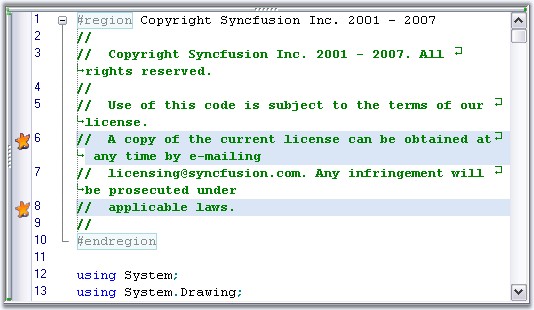 1 #region Copyright Syncfusion Inc. 2001 - 2007
2 //
3 //  Copyright Syncfusion Inc. 2001 - 2007. All
rights reserved.
4 //
5 //  Use of this code is subject to the terms of our
license.
6 //  A copy of the current license can be obtained at
any time by e-mailing
7 //  licensing@syncfusion.com. Any infringement will
be prosecuted under
8 //  applicable laws.
9 //
10 #endregion
11
12 using System;
13 using System.Drawing;